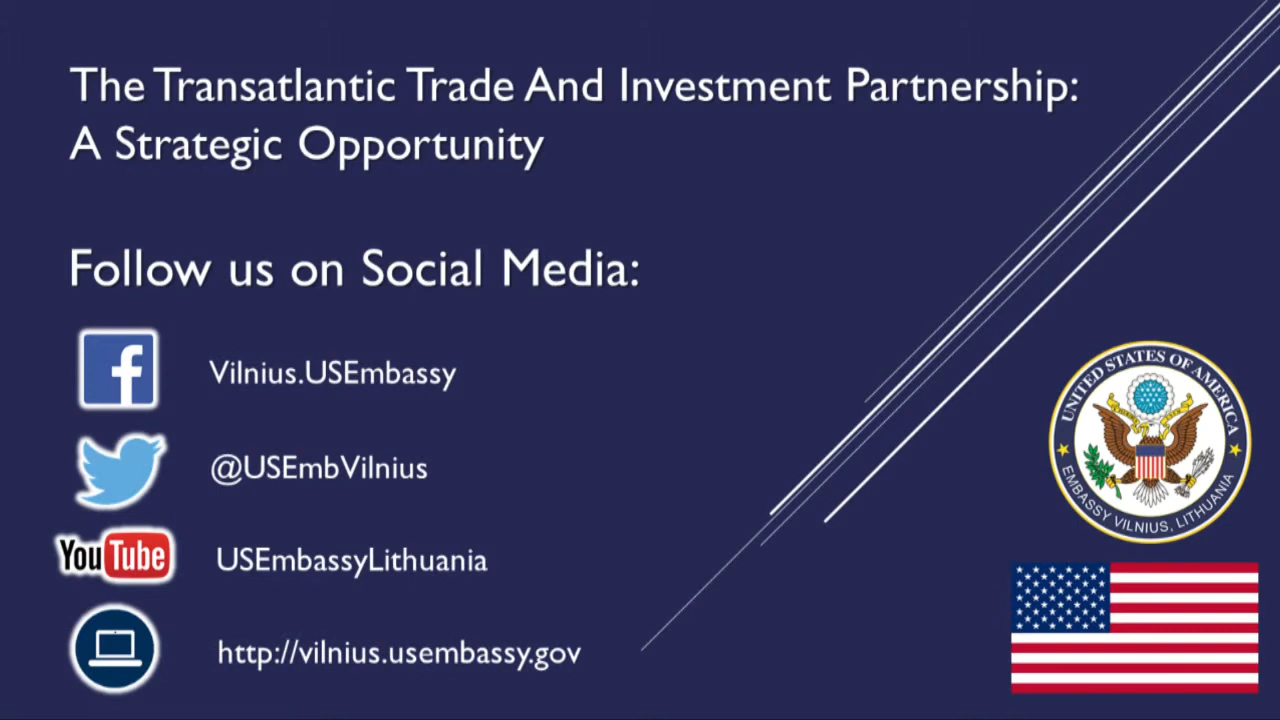 The Transatlantic Trade And Investment Partnership:
A Strategic Opportunity
Follow us on Social Media:
f
Vilnius.USEmbassy
@USEmbVilnius
YouTube
USEmbassyLithuania
http://vilnius.usembassy.gov
UNITED STATES OF AMERICA
EMBASSY VILNIUS, LITHUANIA